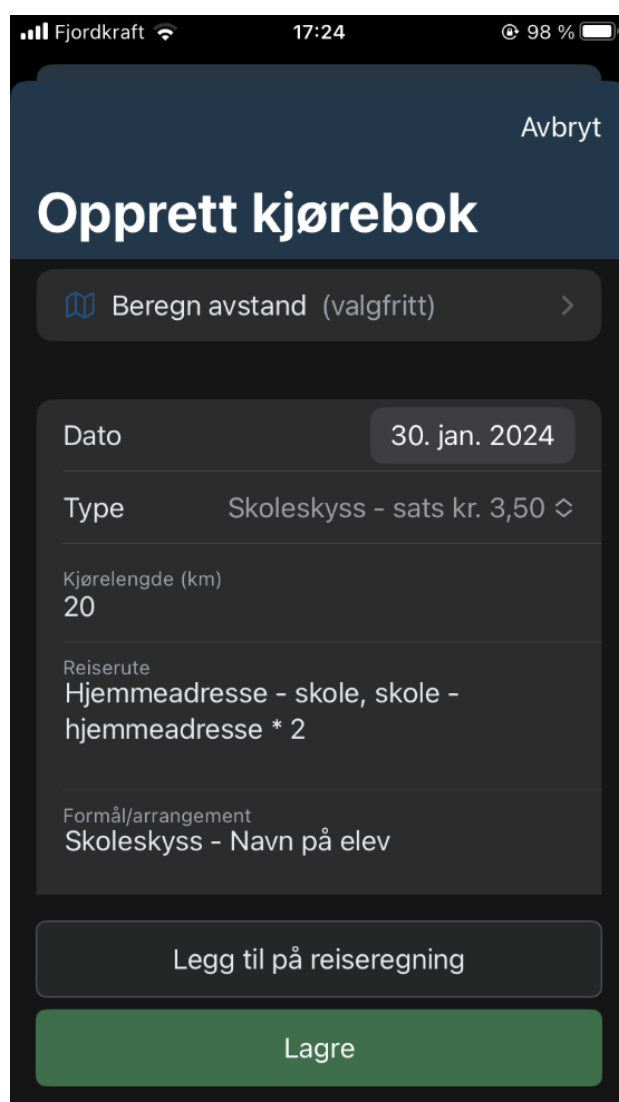 Fjordkraft 17:24 98 %
Avbryt
Opprett kjørebok
Beregn avstand (valgfritt)
Dato 30. jan. 2024
Type Skoleskyss - sats kr. 3,50
Kjørelengde (km)
20
Reiserute
Hjemmeadresse - skole, skole -
hjemmeadresse * 2
Formål/arrangement
Skoleskyss - Navn på elev
Legg til på reiseregning
Lagre